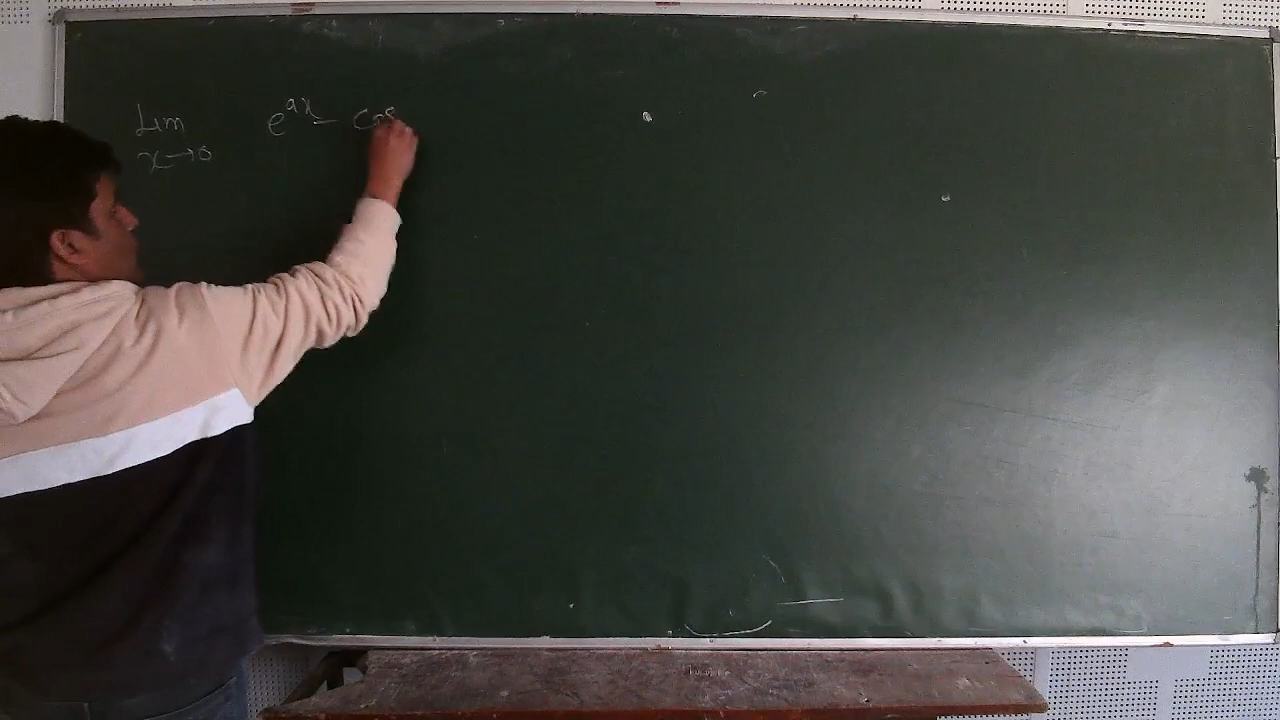 Lim e^{ax} - cos
x→0